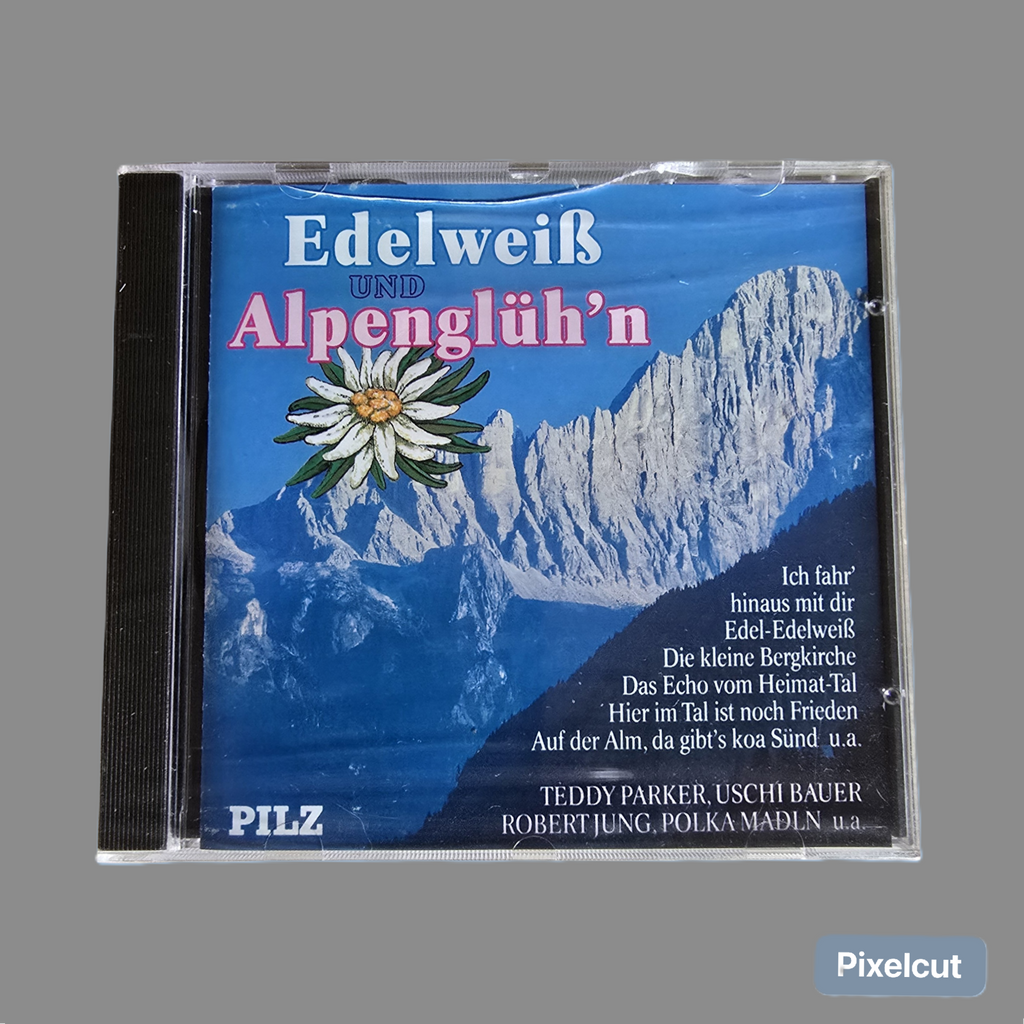 Edelweiß
UND
Alpenglüh'n
Ich fahr'
hinaus mit dir
Edel-Edelweiß
Die kleine Bergkirche
Das Echo vom Heimat-Tal
Hier im Tal ist noch Frieden
Auf der Alm, da gibt's koa Sünd u.a.
TEDDY PARKER, USCHI BAUER
ROBERT JUNG, POLKA MADLN u.a.
PILZ
Pixelcut